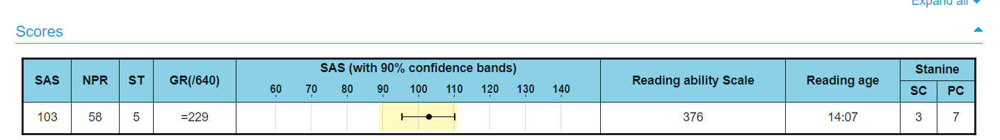 Expand all
Scores
SAS NPR ST GR(/640) SAS (with 90% confidence bands) Reading ability Scale Reading age Stanine
60 70 80 90 100 110 120 130 140 SC PC
103 58 5 =229 376 14:07 3 7